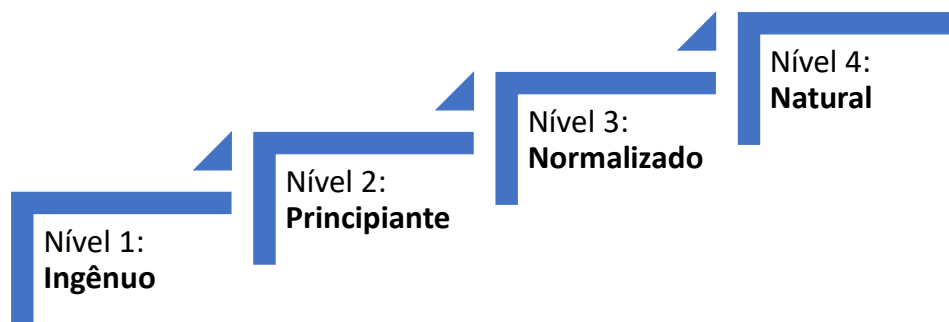 Nível 1:
Ingênuo
Nível 2:
Principiante
Nível 3:
Normalizado
Nível 4:
Natural